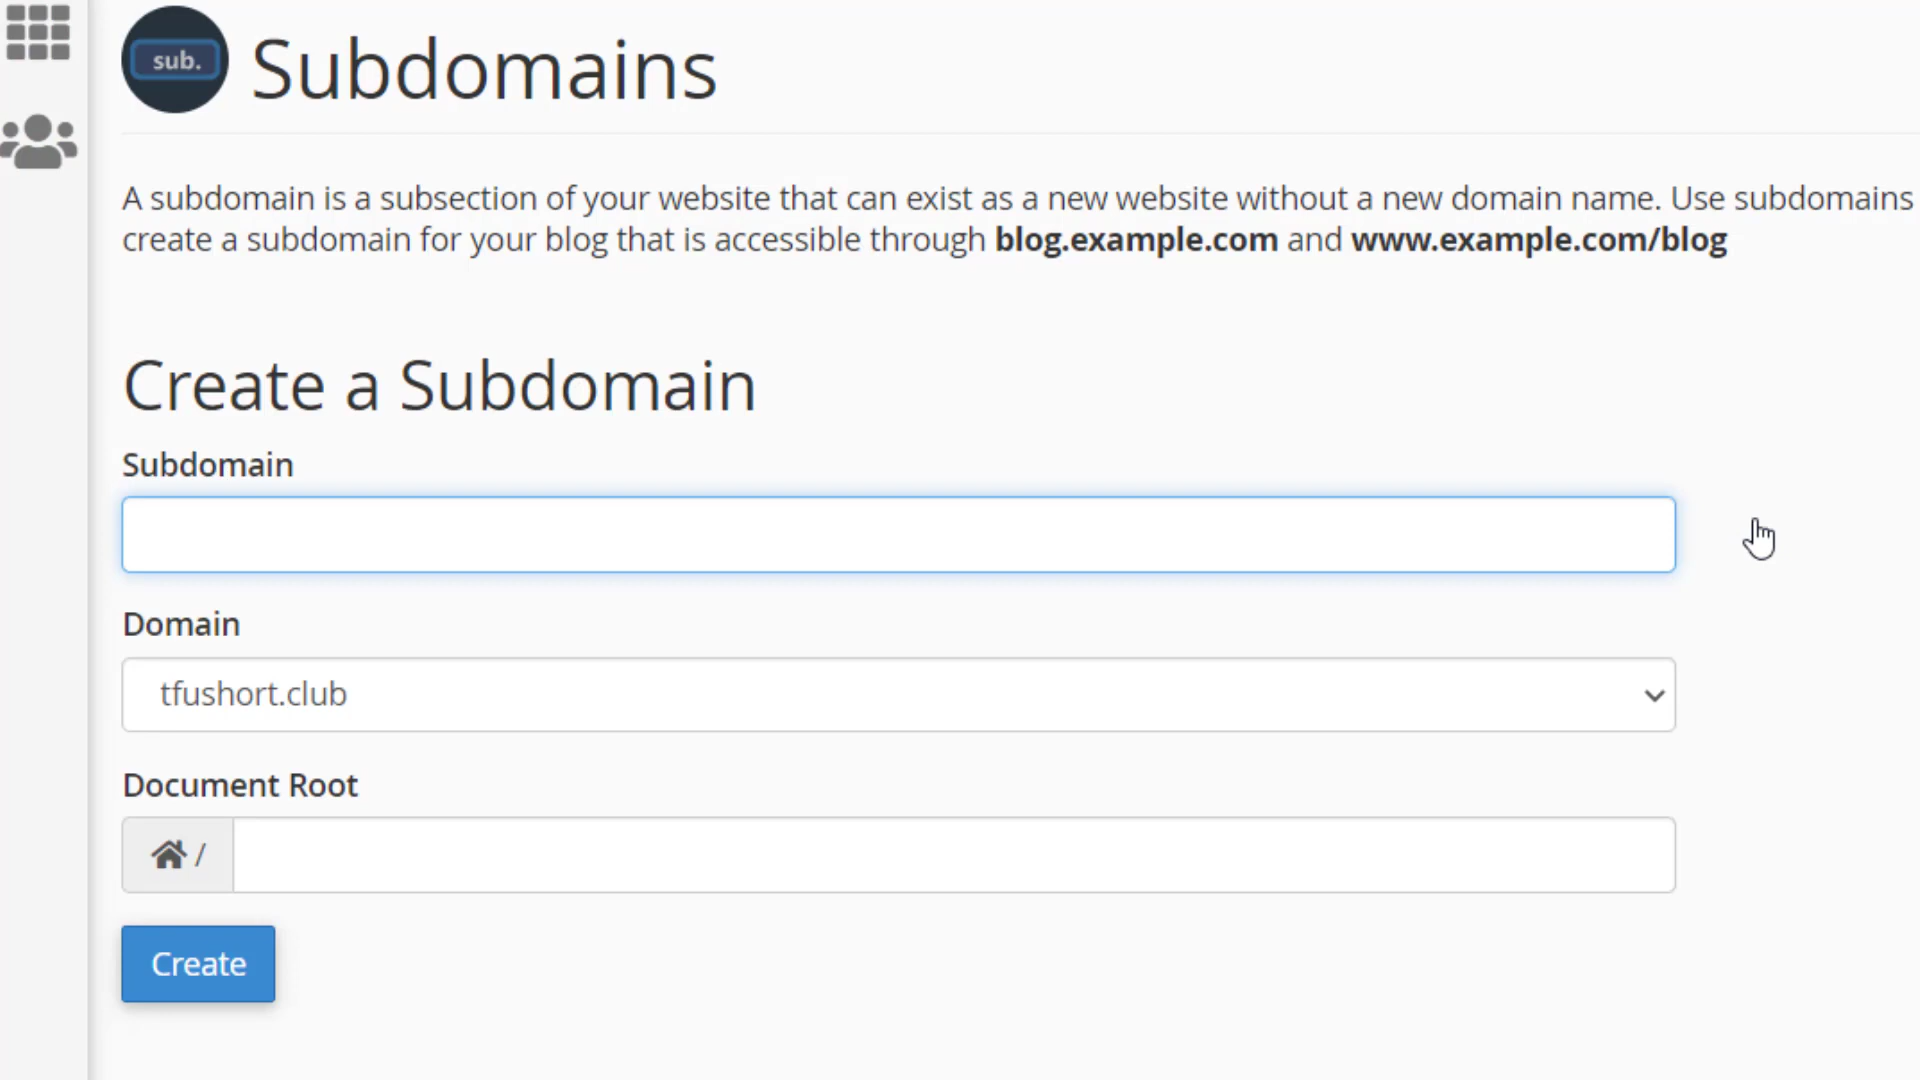 sub.
Subdomains
A subdomain is a subsection of your website that can exist as a new website without a new domain name. Use subdomains
create a subdomain for your blog that is accessible through blog.example.com and www.example.com/blog
Create a Subdomain
Subdomain
Domain
tfushort.club
Document Root
/
Create